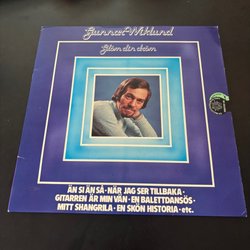 Gunnar Wiklund
Glöm din dröm
ÄN SI ÄN SÅ · NÄR JAG SER TILLBAKA ·
GITARREN ÄR MIN VÄN · EN BALETTDANSÖS ·
MITT SHANGRILA · EN SKÖN HISTORIA · etc.